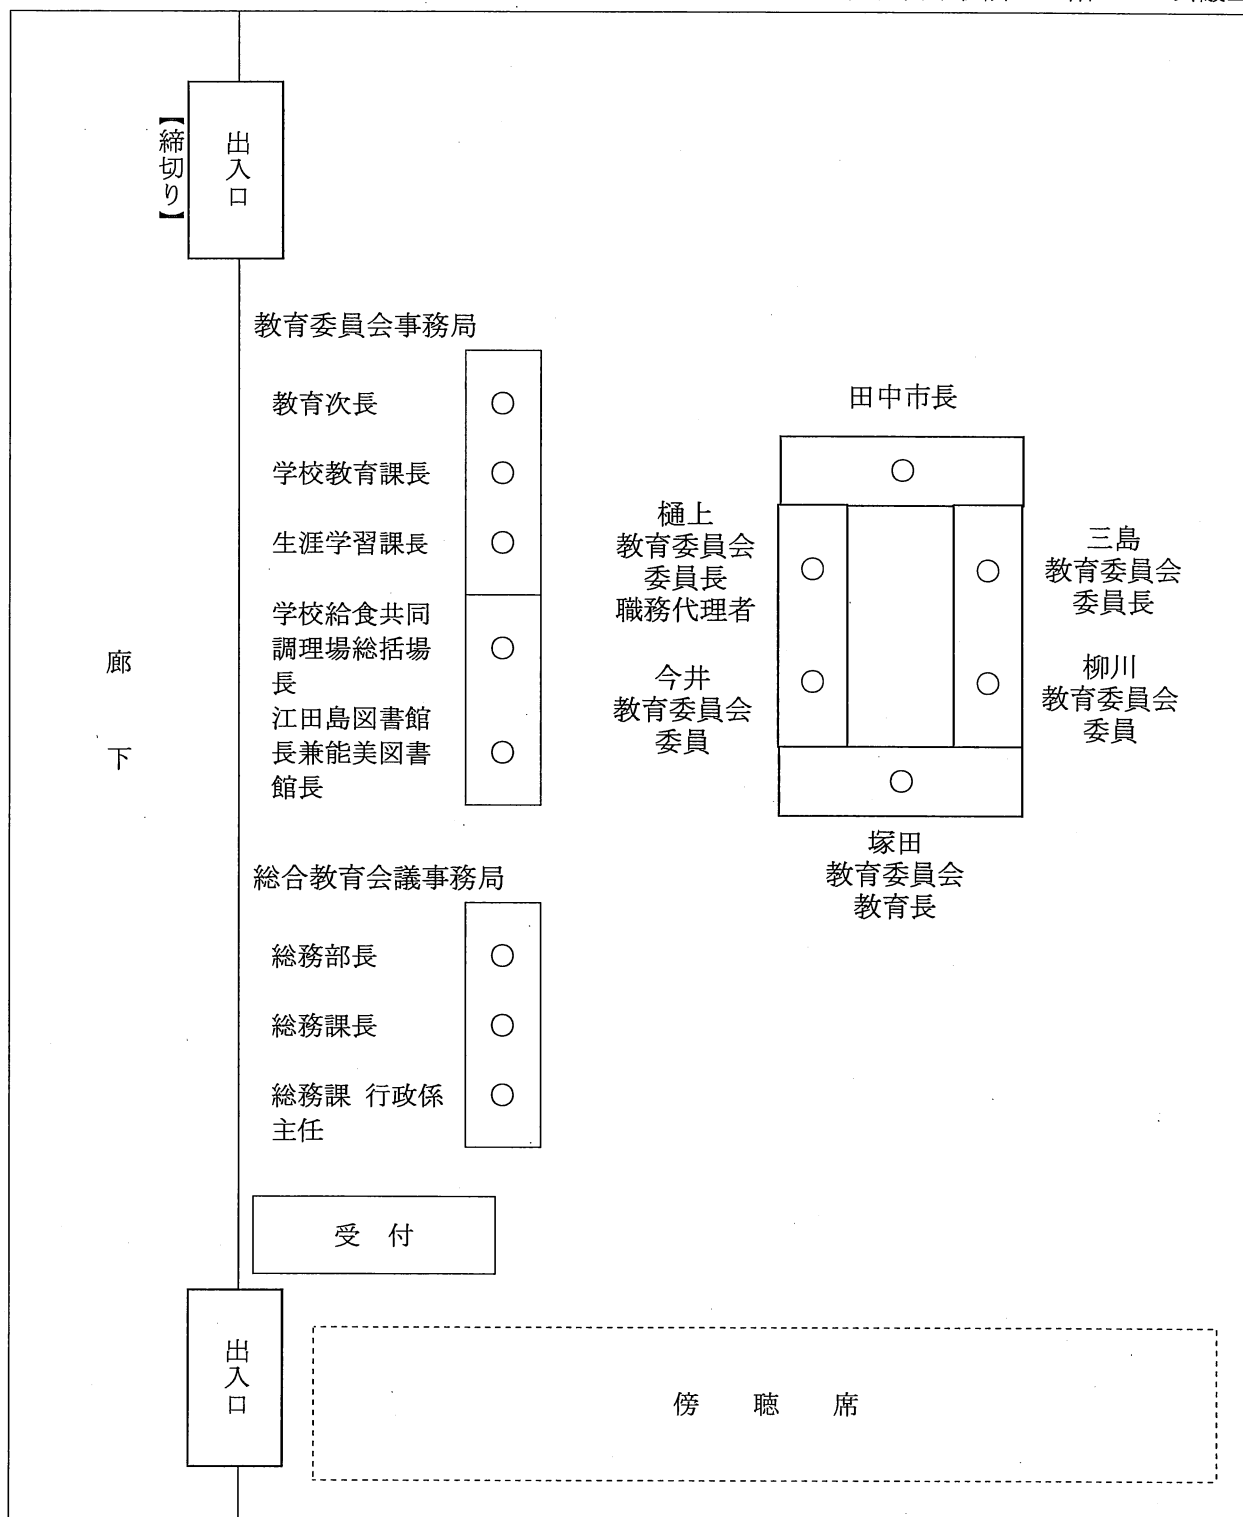 【締切り】
出入口
教育委員会事務局
教育次長
学校教育課長
生涯学習課長
学校給食共同
調理場総括場
長
江田島図書館
長兼能美図書
館長
田中市長
樋上
教育委員会
委員長
職務代理者
三島
教育委員会
委員長
今井
教育委員会
委員
柳川
教育委員会
委員
塚田
教育委員会
教育長
廊下
総合教育会議事務局
総務部長
総務課長
総務課 行政係
主任
受 付
出入口
傍 聴 席